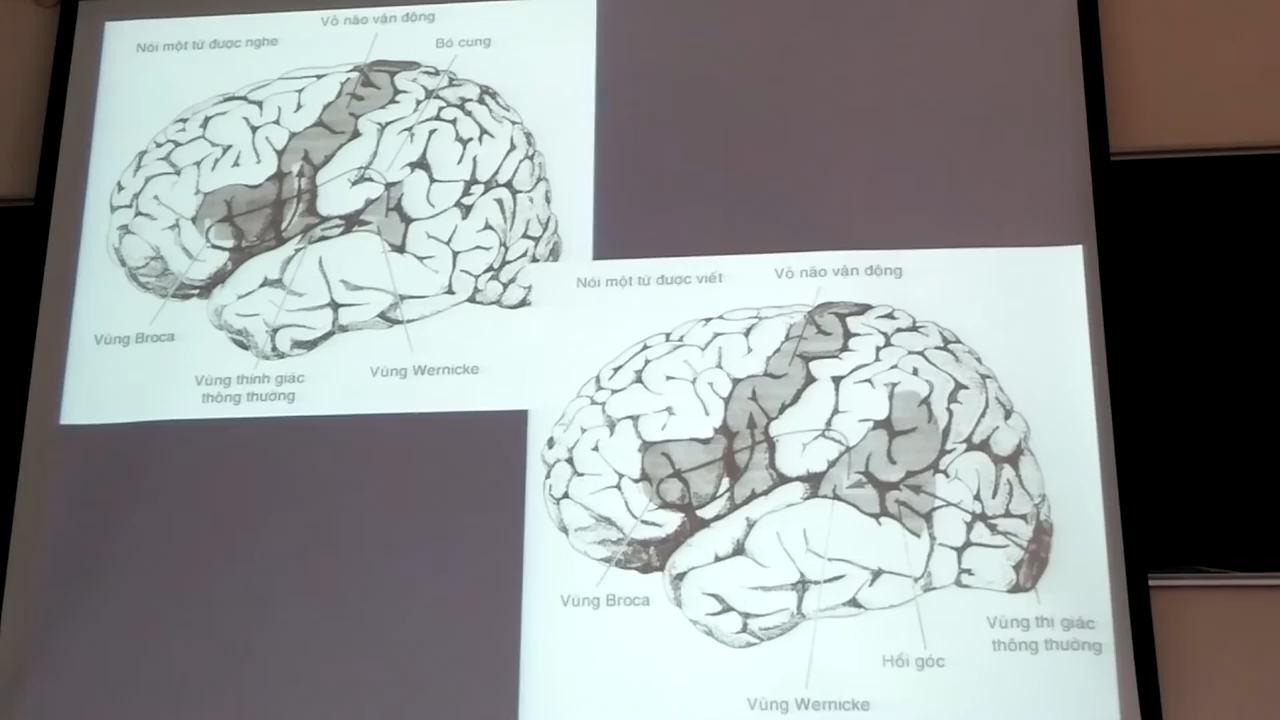 Vỏ não vận động
Nói một từ được nghe
Bó cung
Vùng Broca
Vùng thính giác
thông thường
Vùng Wernicke
Nói một từ được viết
Vỏ não vận động
Vùng Broca
Vùng thị giác
thông thường
Hồi góc
Vùng Wernicke